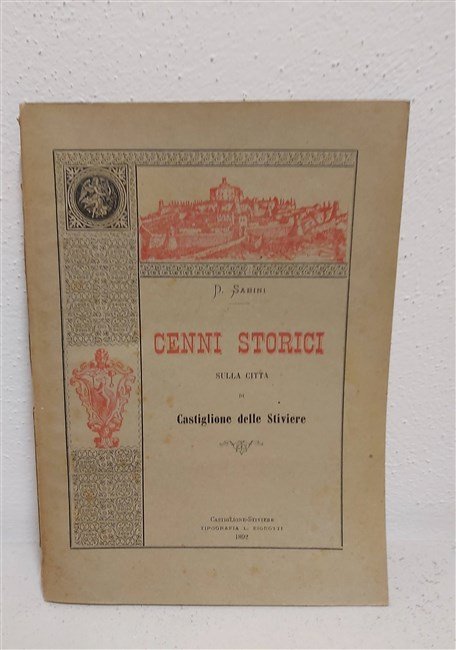 D. Sabini
CENNI STORICI
SULLA CITTÀ
DI
Castiglione delle Stiviere
Castiglione-Stiviere
TIPOGRAFIA L. BIGNOTTI
1892